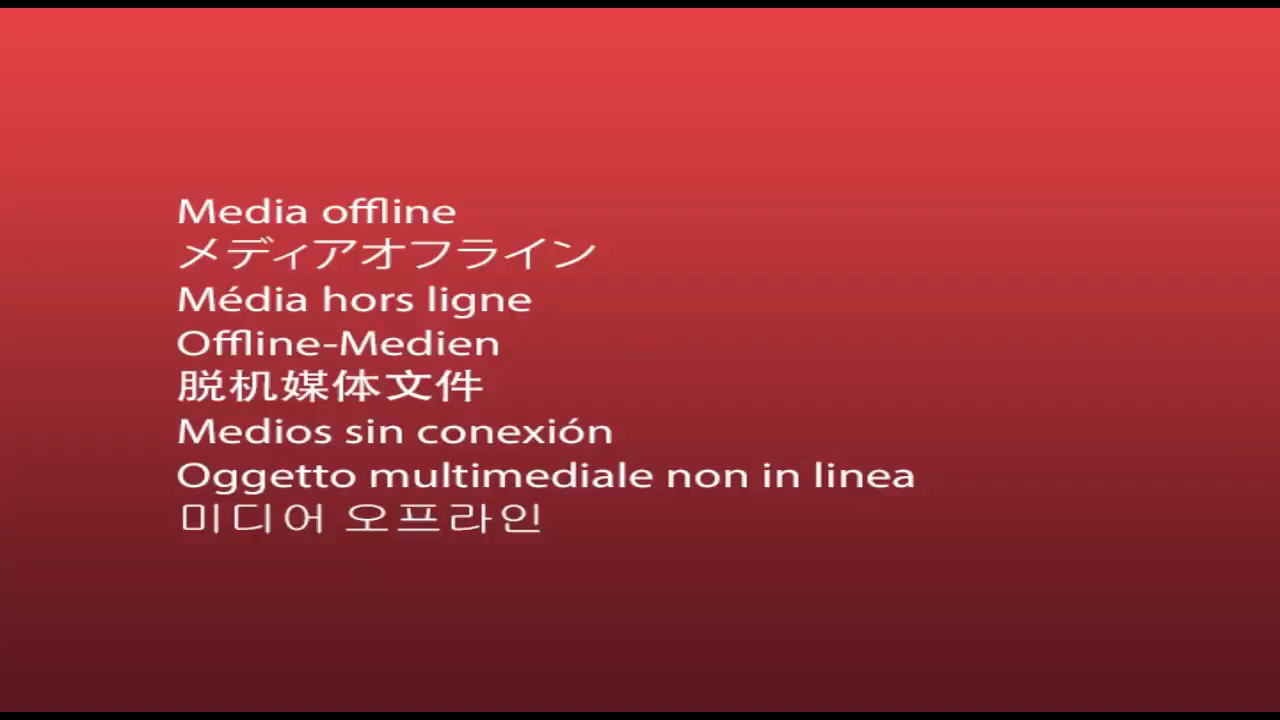 Media offline
メディアオフライン
Média hors ligne
Offline-Medien
脱机媒体文件
Medios sin conexión
Oggetto multimediale non in linea
미디어 오프라인